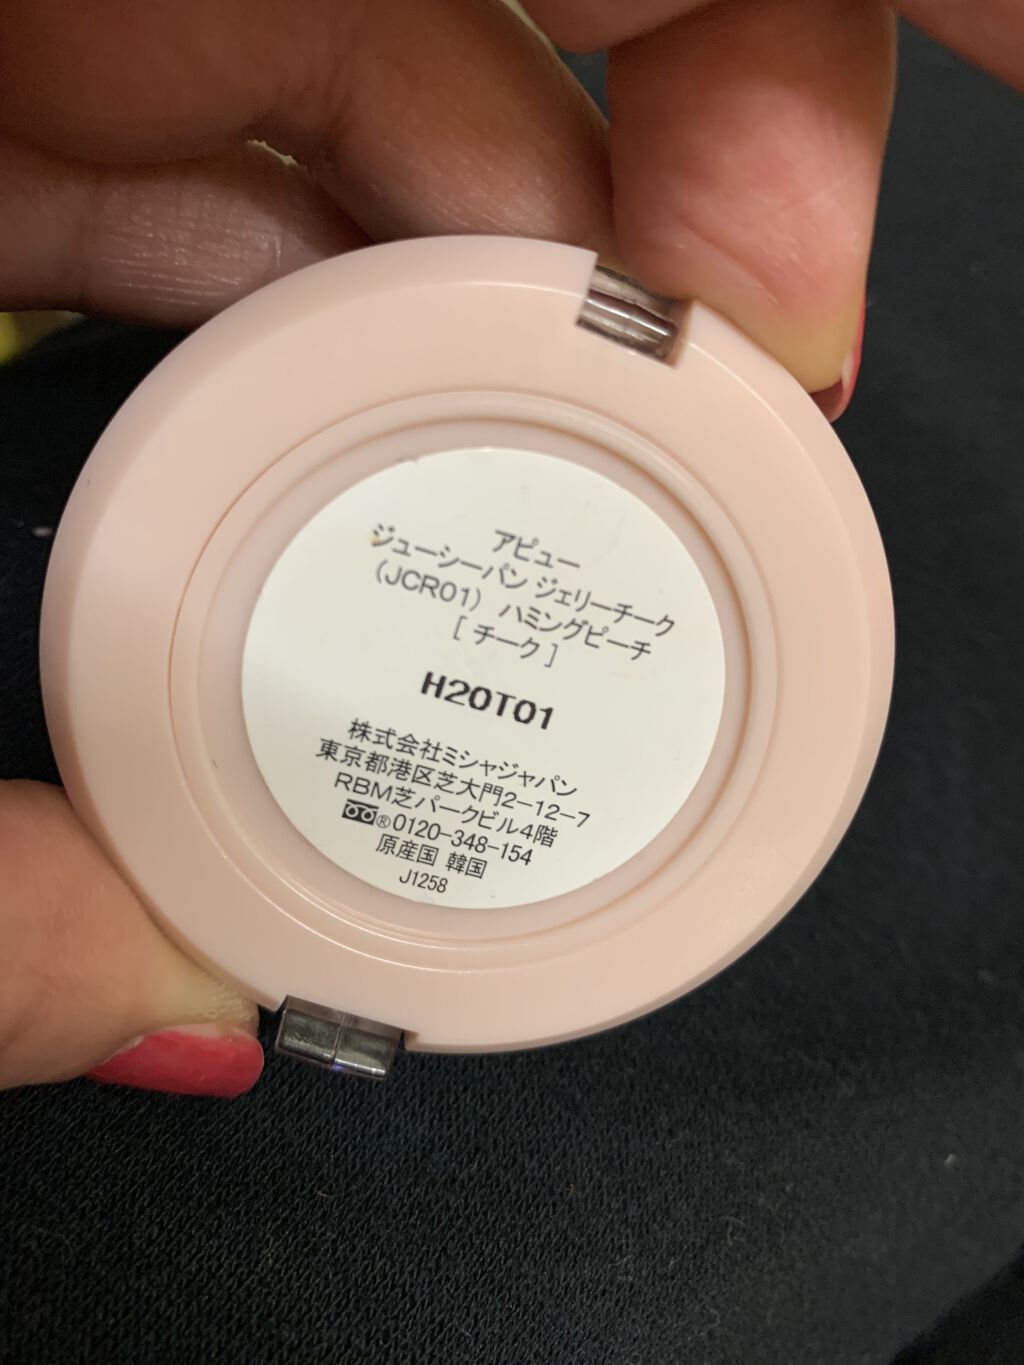 アピュー
ジューシーパン ジェリーチーク
(JCR01) ハミングピーチ
[ チーク ]
H20T01
株式会社ミシャジャパン
東京都港区芝大門2-12-7
RBM芝パークビル4階
®0120-348-154
原産国 韓国
J1258